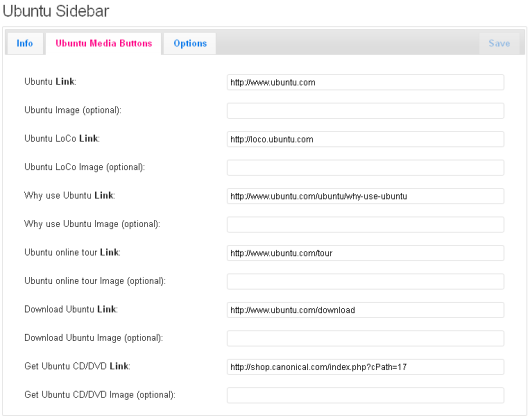 Ubuntu Sidebar
Info Ubuntu Media Buttons Options Save
Ubuntu Link: http://www.ubuntu.com
Ubuntu Image (optional):
Ubuntu LoCo Link: http://loco.ubuntu.com
Ubuntu LoCo Image (optional):
Why use Ubuntu Link: http://www.ubuntu.com/ubuntu/why-use-ubuntu
Why use Ubuntu Image (optional):
Ubuntu online tour Link: http://www.ubuntu.com/tour
Ubuntu online tour Image (optional):
Download Ubuntu Link: http://www.ubuntu.com/download
Download Ubuntu Image (optional):
Get Ubuntu CD/DVD Link: http://shop.canonical.com/index.php?cPath=17
Get Ubuntu CD/DVD Image (optional):